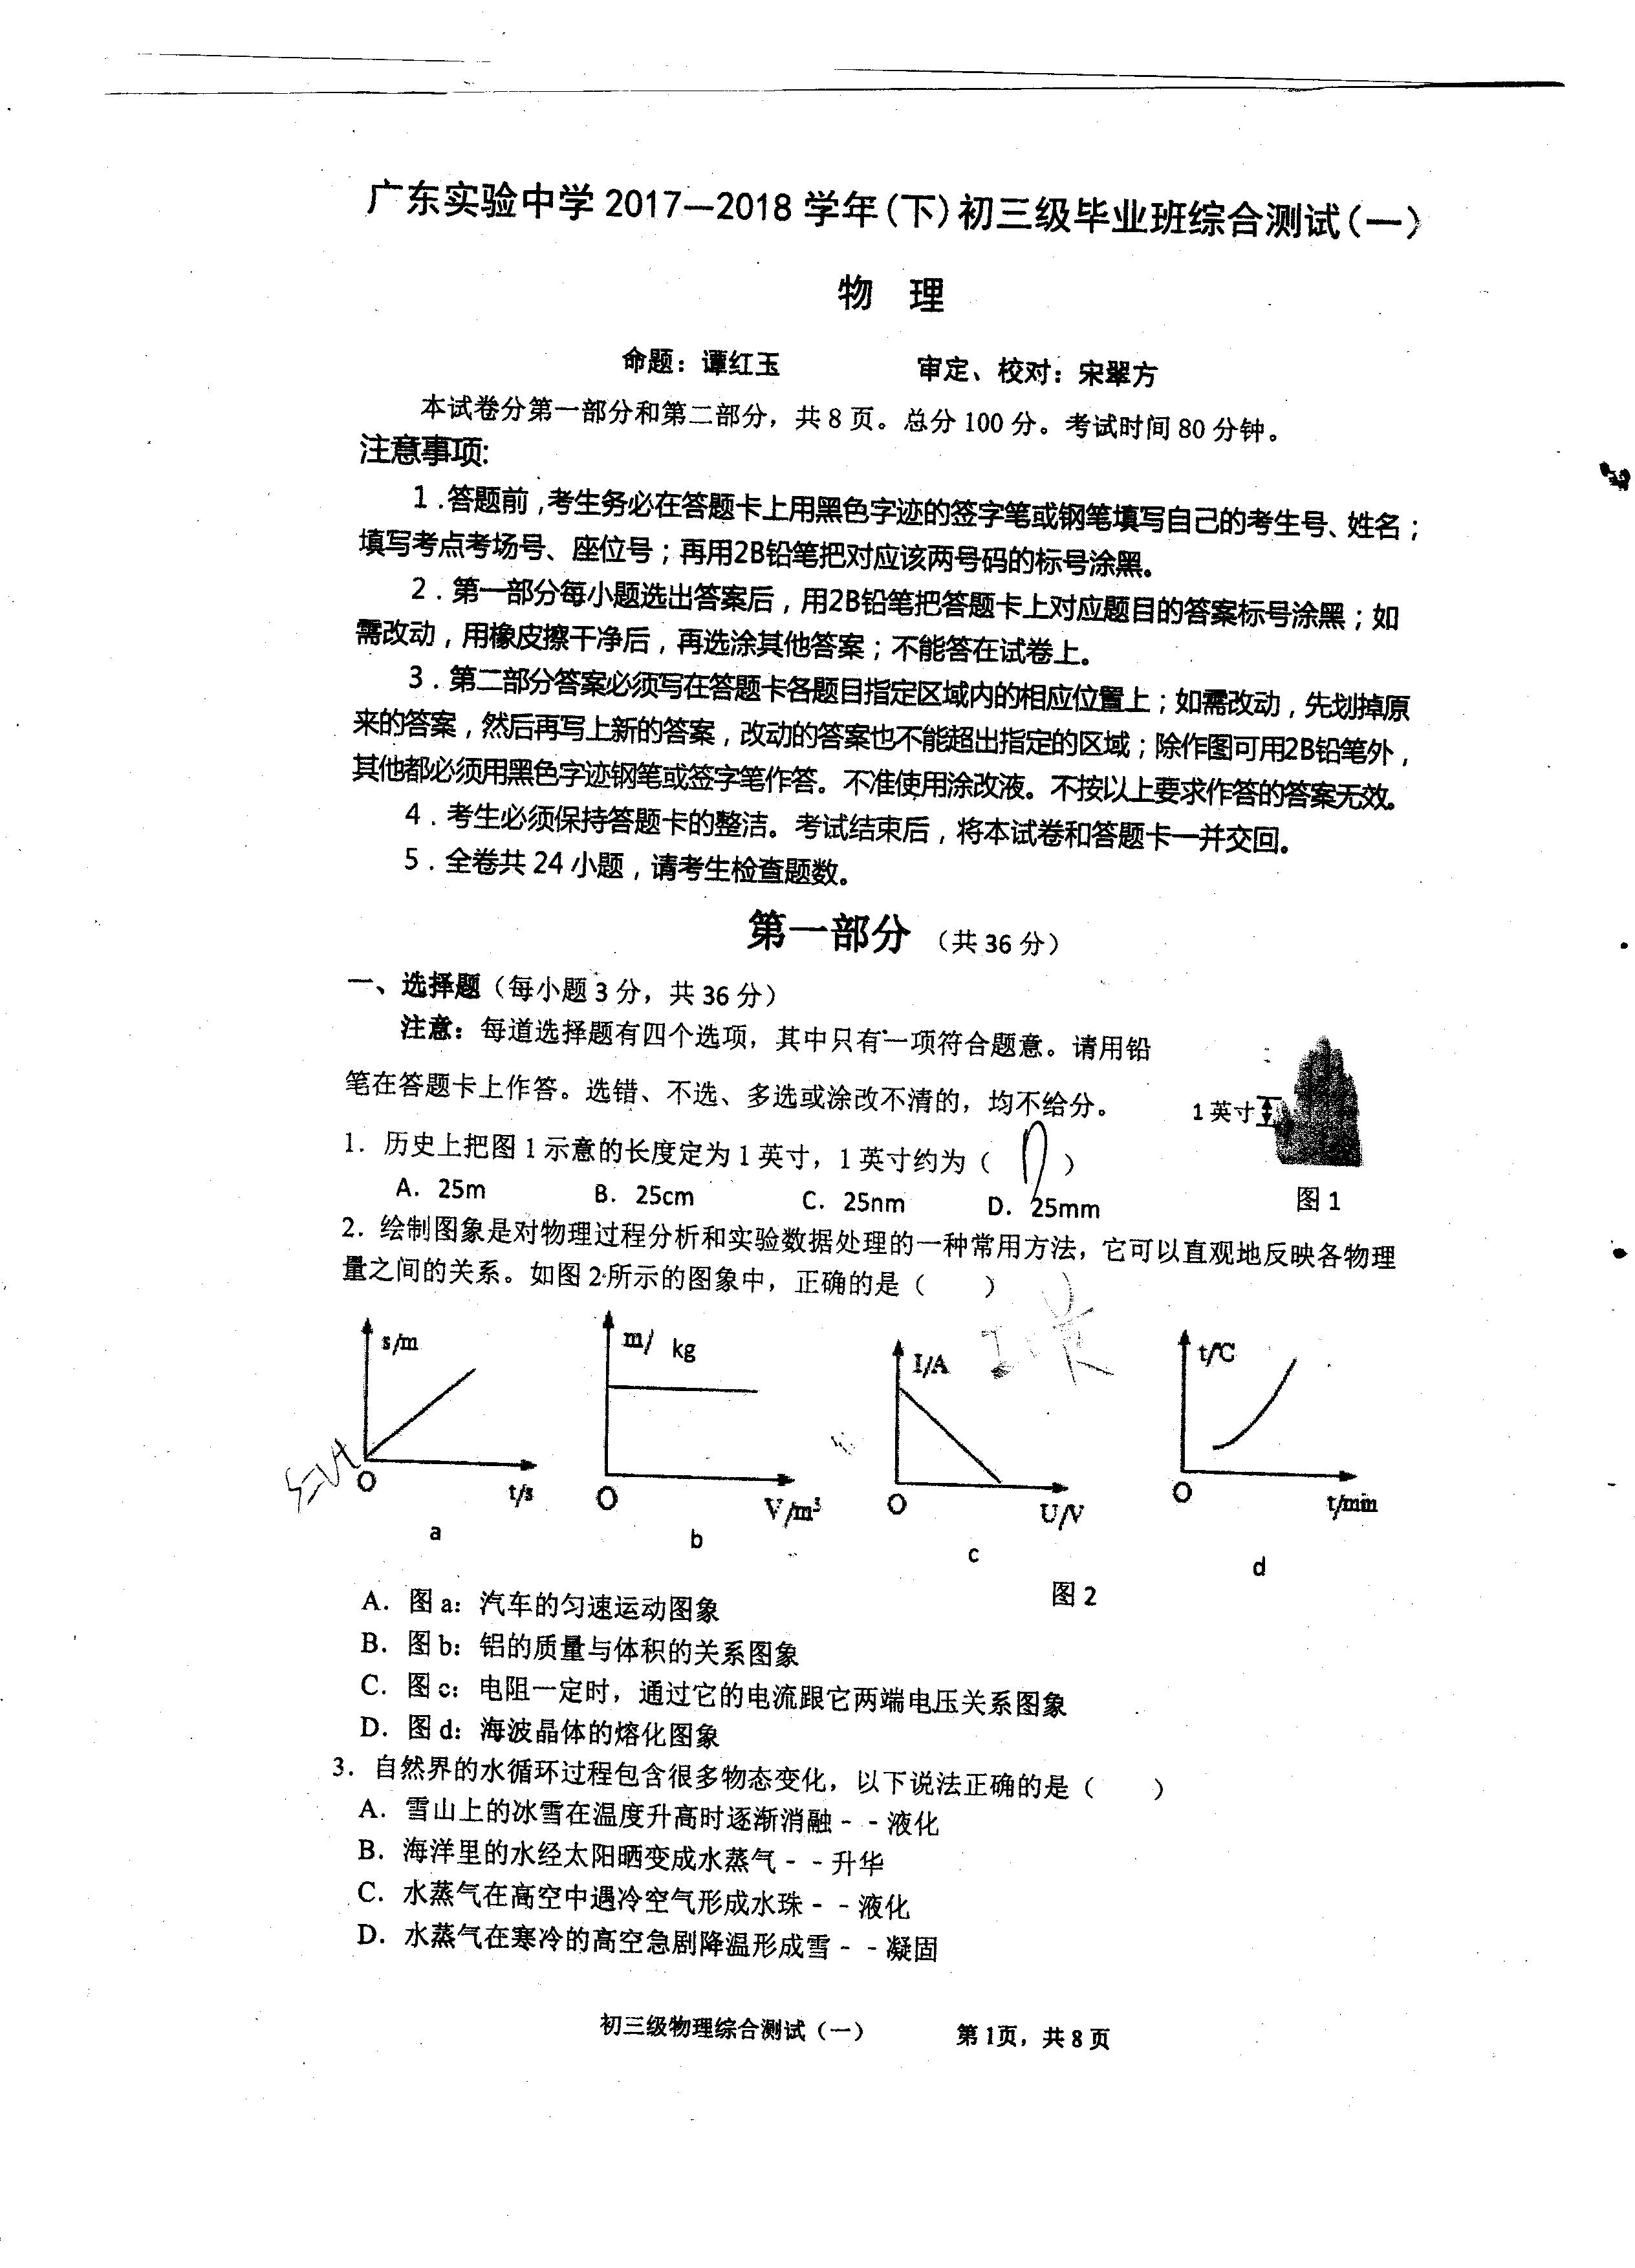 广东实验中学2017—2018学年(下)初三级毕业班综合测试(一)
物 理
命题：谭红玉 审定、校对：宋翠方
本试卷分第一部分和第二部分，共8页。总分100分。考试时间80分钟。
注意事项:
1.答题前,考生务必在答题卡上用黑色字迹的签字笔或钢笔填写自己的考生号、姓名；
填写考点考场号、座位号；再用2B铅笔把对应该两号码的标号涂黑。
2.第一部分每小题选出答案后，用2B铅笔把答题卡上对应题目的答案标号涂黑；如
需改动，用橡皮擦干净后，再选涂其他答案；不能答在试卷上。
3.第二部分答案必须写在答题卡各题目指定区域内的相应位置上；如需改动，先划掉原
来的答案，然后再写上新的答案，改动的答案也不能超出指定的区域；除作图可用2B铅笔外，
其他都必须用黑色字迹钢笔或签字笔作答。不准使用涂改液。不按以上要求作答的答案无效。
4.考生必须保持答题卡的整洁。考试结束后，将本试卷和答题卡一并交回。
5.全卷共24小题，请考生检查题数。
第一部分（共36分）
一、选择题（每小题3分，共36分）
注意：每道选择题有四个选项，其中只有一项符合题意。请用铅
笔在答题卡上作答。选错、不选、多选或涂改不清的，均不给分。
1英寸
1. 历史上把图1示意的长度定为1英寸，1英寸约为（ ）
A. 25m B. 25cm C. 25nm D. 25mm
图1
2. 绘制图象是对物理过程分析和实验数据处理的一种常用方法，它可以直观地反映各物理
量之间的关系。如图2所示的图象中，正确的是（ ）
s/m m/ kg I/A t/℃
S=Vt
O t/s O V/m³ O U/V O t/min
a b c d
图2
A. 图a：汽车的匀速运动图象
B. 图b：铝的质量与体积的关系图象
C. 图c：电阻一定时，通过它的电流跟它两端电压关系图象
D. 图d：海波晶体的熔化图象
3. 自然界的水循环过程包含很多物态变化，以下说法正确的是（ ）
A. 雪山上的冰雪在温度升高时逐渐消融--液化
B. 海洋里的水经太阳晒变成水蒸气--升华
C. 水蒸气在高空中遇冷空气形成水珠--液化
D. 水蒸气在寒冷的高空急剧降温形成雪--凝固
初三级物理综合测试（一） 第1页，共8页